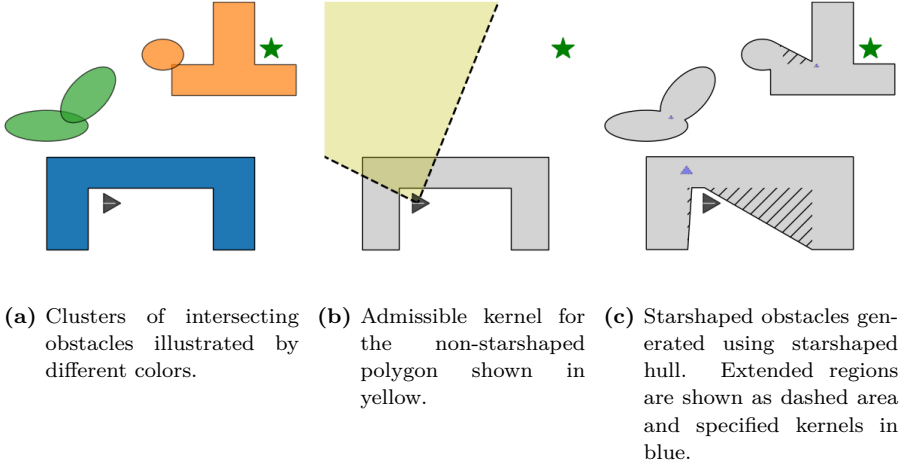 (a) Clusters of intersecting
obstacles illustrated by
different colors.
(b) Admissible kernel for
the non-starshaped
polygon shown in
yellow.
(c) Starshaped obstacles gen-
erated using starshaped
hull. Extended regions
are shown as dashed area
and specified kernels in
blue.